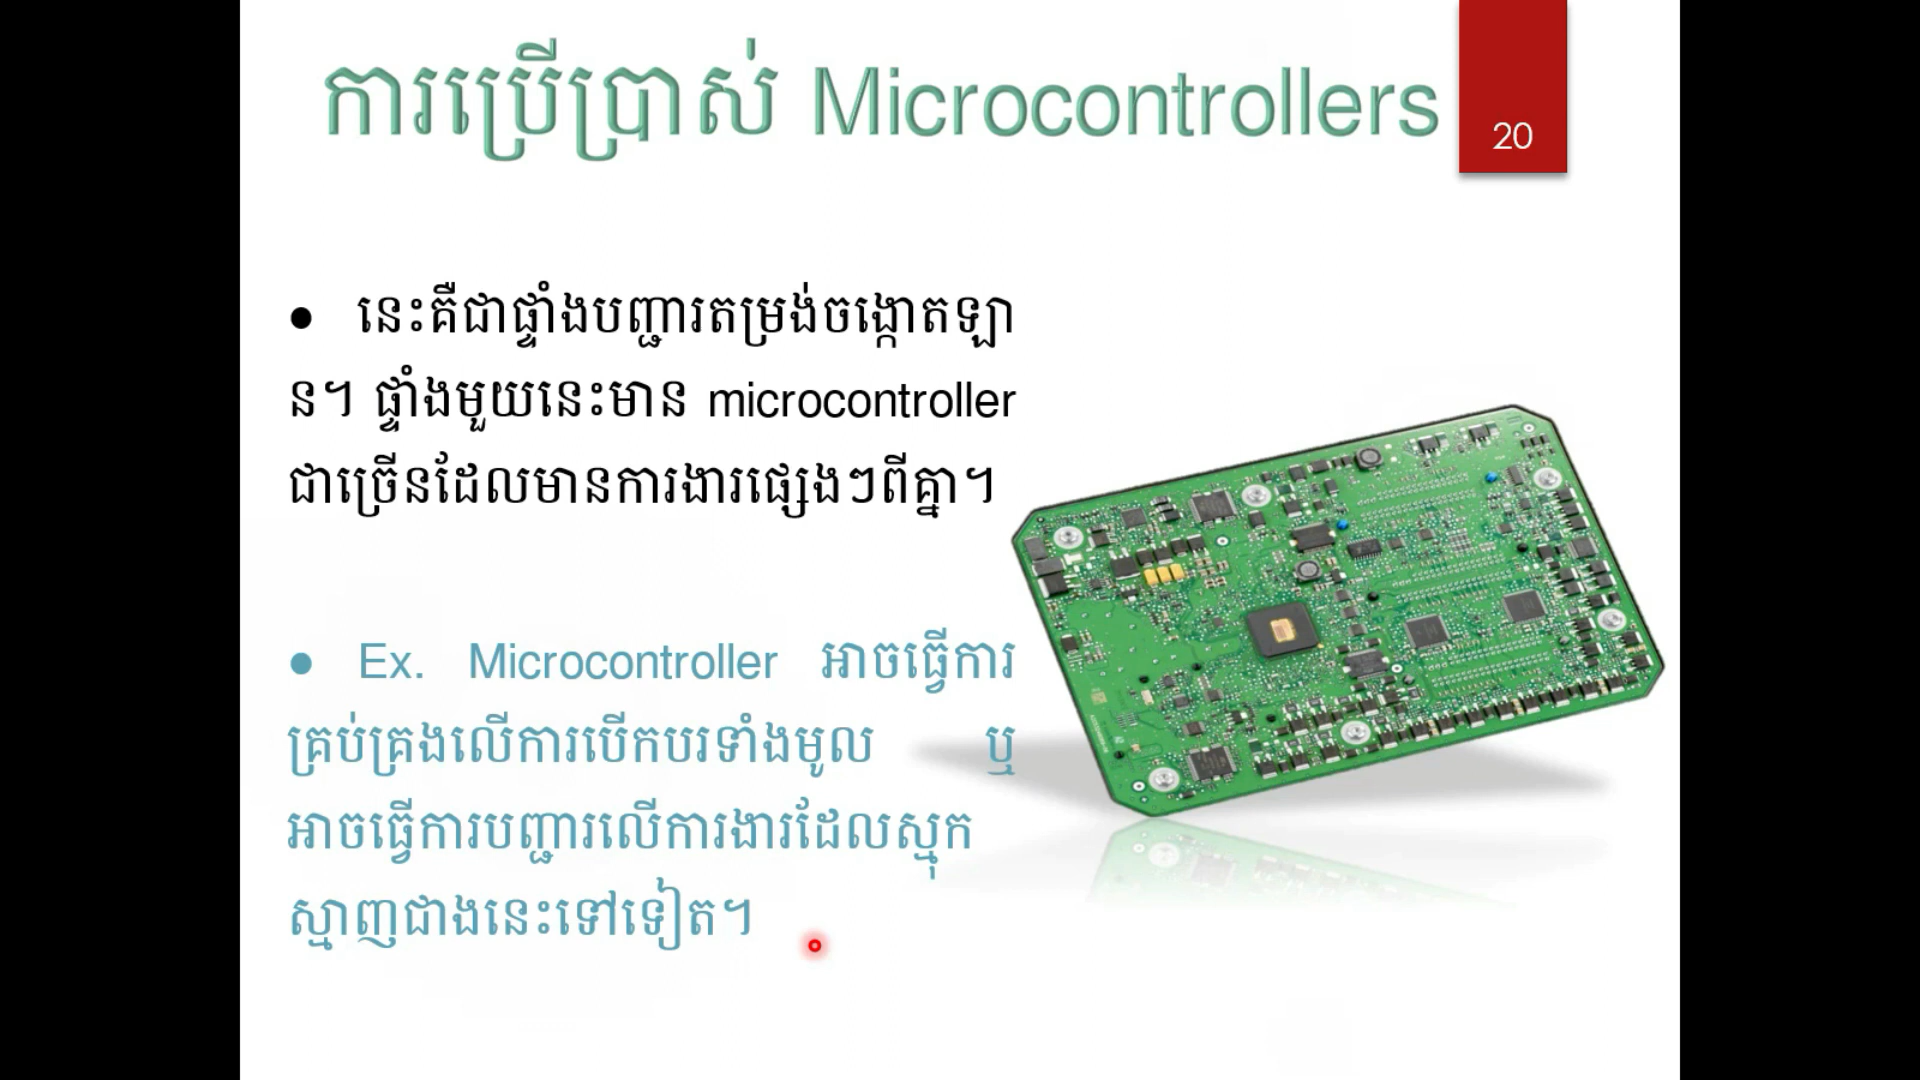 ការប្រើប្រាស់ Microcontrollers
20
● នេះគឺជាផ្ទាំងបញ្ជារតម្រង់ចង្កោតឡា
ន។ ផ្ទាំងមួយនេះមាន microcontroller
ជាច្រើនដែលមានការងារផ្សេងៗពីគ្នា។
● Ex. Microcontroller អាចធ្វើការ
គ្រប់គ្រងលើការបើកបរទាំងមូល ឬ
អាចធ្វើការបញ្ជារលើការងារដែលស្មុក
ស្មាញជាងនេះទៅទៀត។